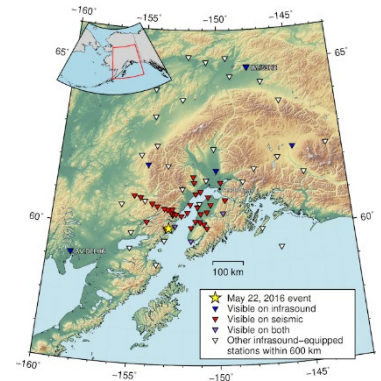 −155°
−150°
−145°
65°
65°
60°
60°
100 km
May 22, 2016 event
Visible on infrasound
Visible on seismic
Visible on both
Other infrasound−equipped
stations within 600 km
−160°
−155°
−150°
−145°